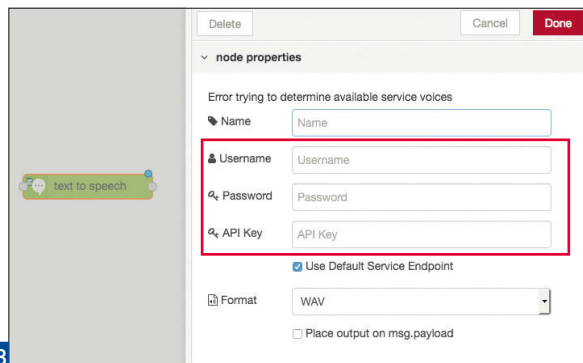 Delete
Cancel
Done
node properties
Error trying to determine available service voices
Name
Name
Username
Username
text to speech
Password
Password
API Key
API Key
Use Default Service Endpoint
Format
WAV
Place output on msg.payload
3